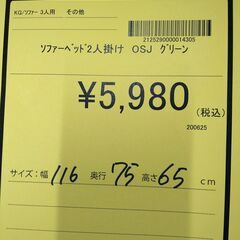 KG/ソファー 3人用 その他
2125290000014305
ソファーベッド2人掛け OSJ グリーン
¥5,980
(税込)
200625
サイズ:幅 116 奥行 75 高さ 65 cm